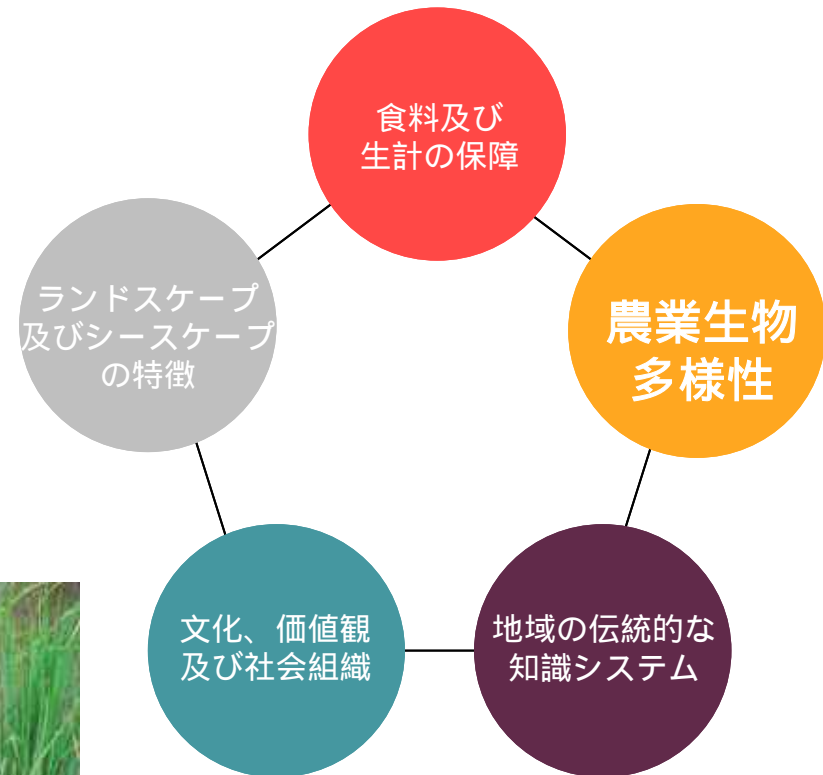 食料及び
生計の保障
農業生物
多様性
地域の伝統的な
知識システム
文化、価値観
及び社会組織
ランドスケープ
及びシースケープ
の特徴